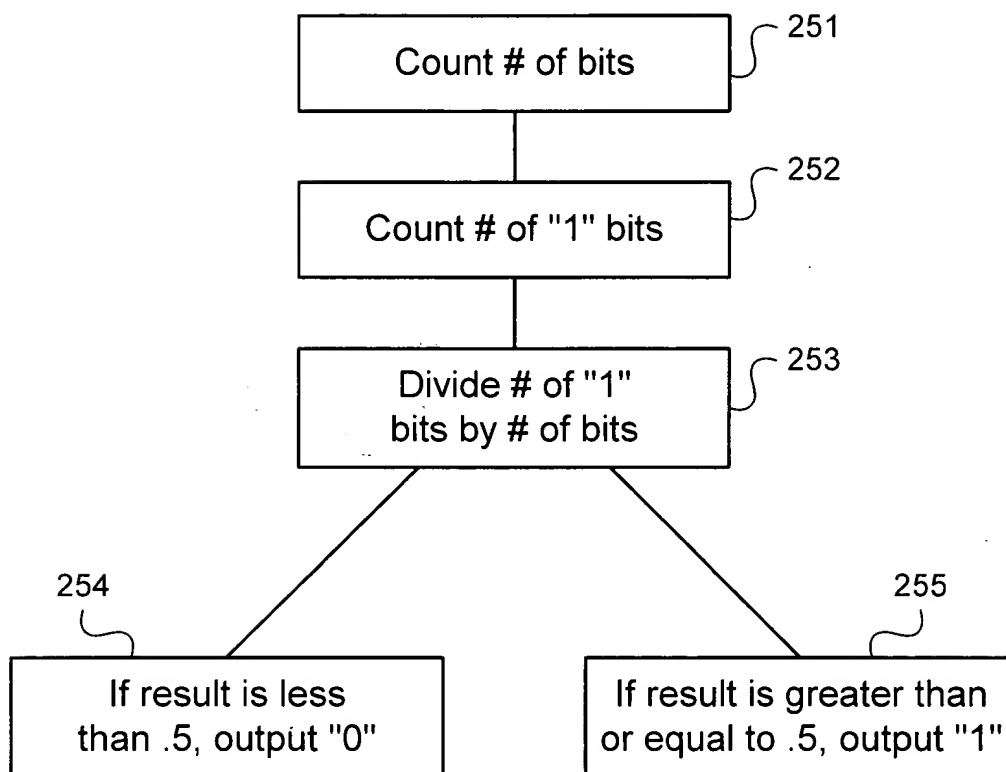 251
Count # of bits
252
Count # of "1" bits
253
Divide # of "1"
bits by # of bits
254
255
If result is less
than .5, output "0"
If result is greater than
or equal to .5, output "1"